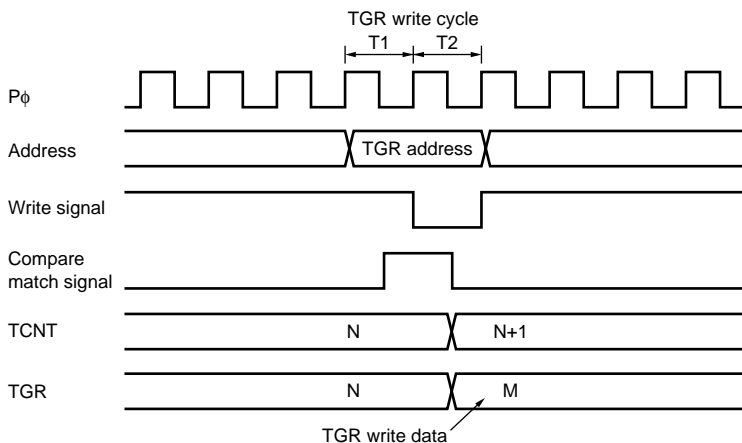 TGR write cycle
T1 T2
Pϕ
Address TGR address
Write signal
Compare
match signal
TCNT N N+1
TGR N M
TGR write data